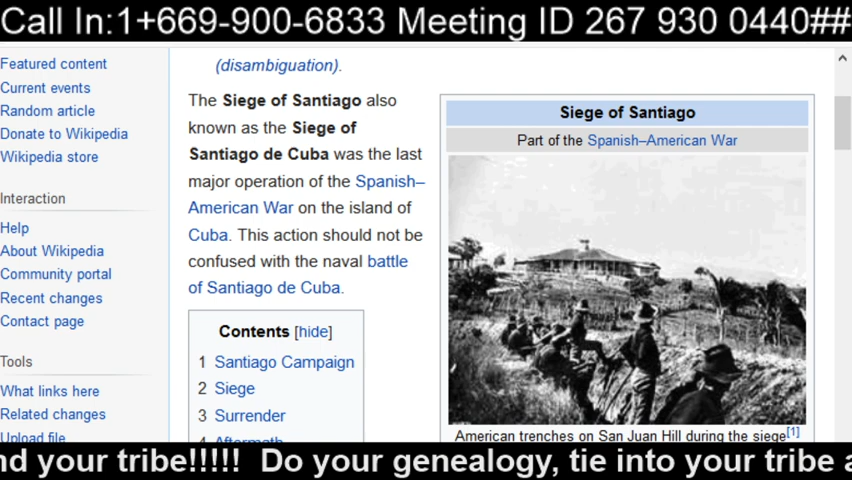 Call In:1+669-900-6833 Meeting ID 267 930 0440##
Featured content
Current events
Random article
Donate to Wikipedia
Wikipedia store
Interaction
Help
About Wikipedia
Community portal
Recent changes
Contact page
Tools
What links here
Related changes
Upload file
(disambiguation).
The Siege of Santiago also
known as the Siege of
Santiago de Cuba was the last
major operation of the Spanish–
American War on the island of
Cuba. This action should not be
confused with the naval battle
of Santiago de Cuba.
Contents [hide]
1 Santiago Campaign
2 Siege
3 Surrender
4 Aftermath
Siege of Santiago
Part of the Spanish–American War
American trenches on San Juan Hill during the siege[1]
nd your tribe!!!!! Do your genealogy, tie into your tribe a